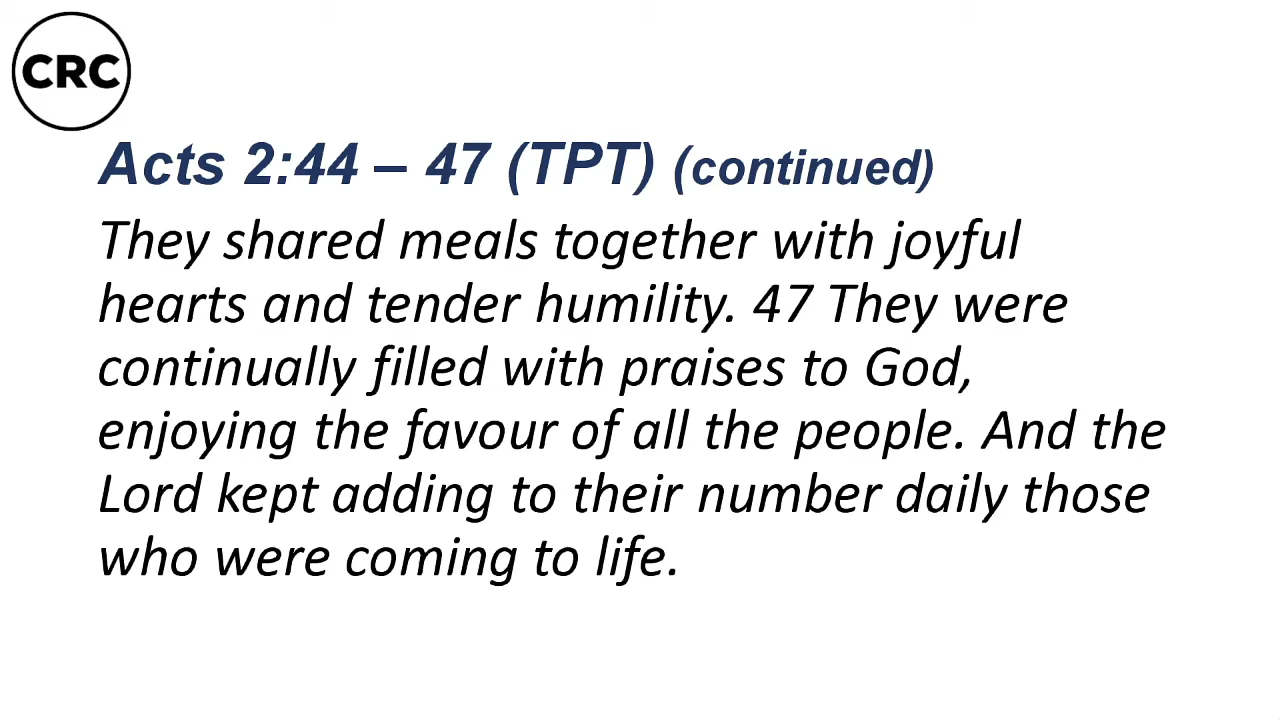 CRC
Acts 2:44 – 47 (TPT) (continued)
They shared meals together with joyful
hearts and tender humility. 47 They were
continually filled with praises to God,
enjoying the favour of all the people. And the
Lord kept adding to their number daily those
who were coming to life.